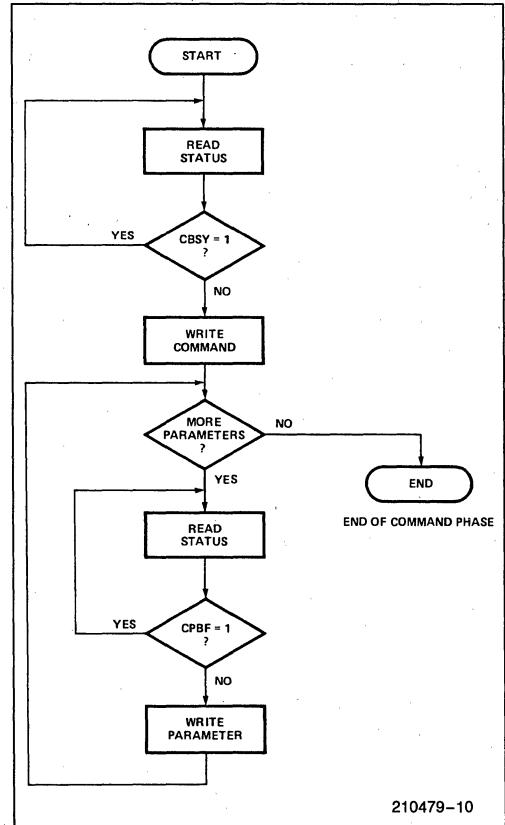 START
READ
STATUS
YES
CBSY = 1
?
NO
WRITE
COMMAND
MORE
PARAMETERS
?
NO
YES
END
END OF COMMAND PHASE
READ
STATUS
YES
CPBF = 1
?
NO
WRITE
PARAMETER
210479-10